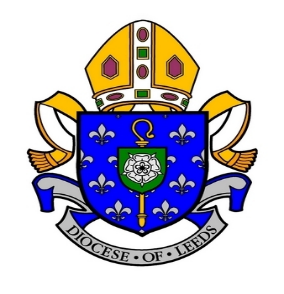 DIOCESE · OF · LEEDS